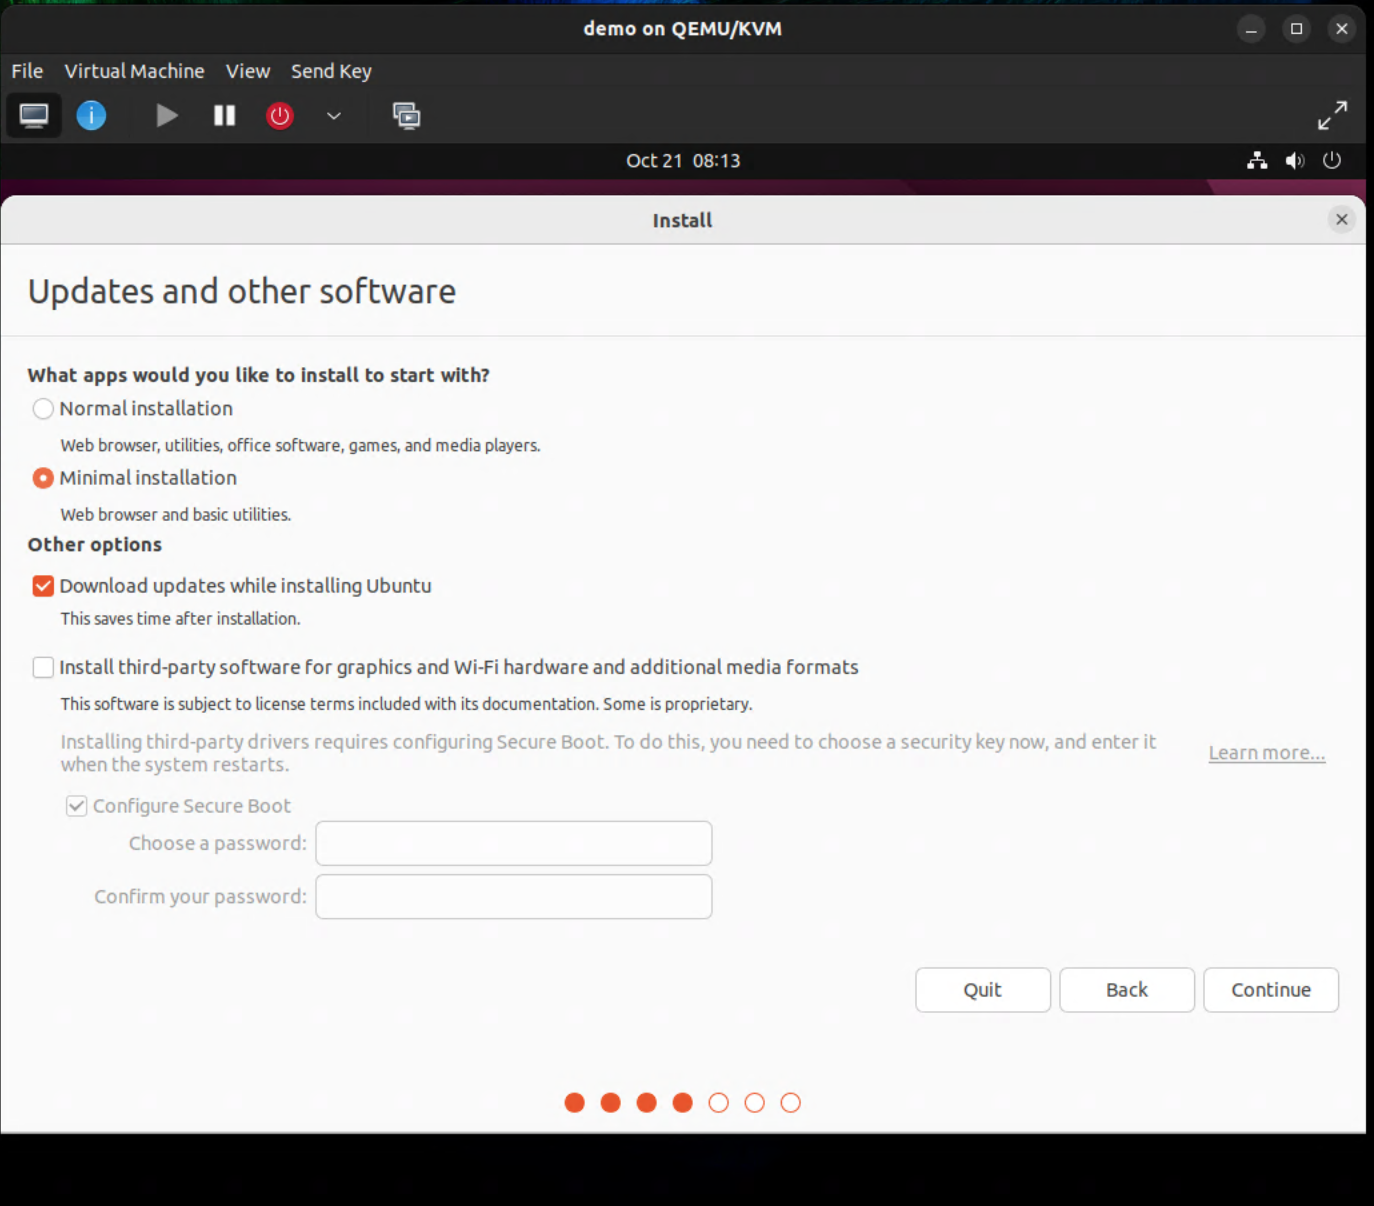 demo on QEMU/KVM
File Virtual Machine View Send Key
Oct 21 08:13
Install
Updates and other software
What apps would you like to install to start with?
Normal installation
Web browser, utilities, office software, games, and media players.
Minimal installation
Web browser and basic utilities.
Other options
Download updates while installing Ubuntu
This saves time after installation.
Install third-party software for graphics and Wi-Fi hardware and additional media formats
This software is subject to license terms included with its documentation. Some is proprietary.
Installing third-party drivers requires configuring Secure Boot. To do this, you need to choose a security key now, and enter it
when the system restarts.
Learn more...
Configure Secure Boot
Choose a password:
Confirm your password:
Quit Back Continue